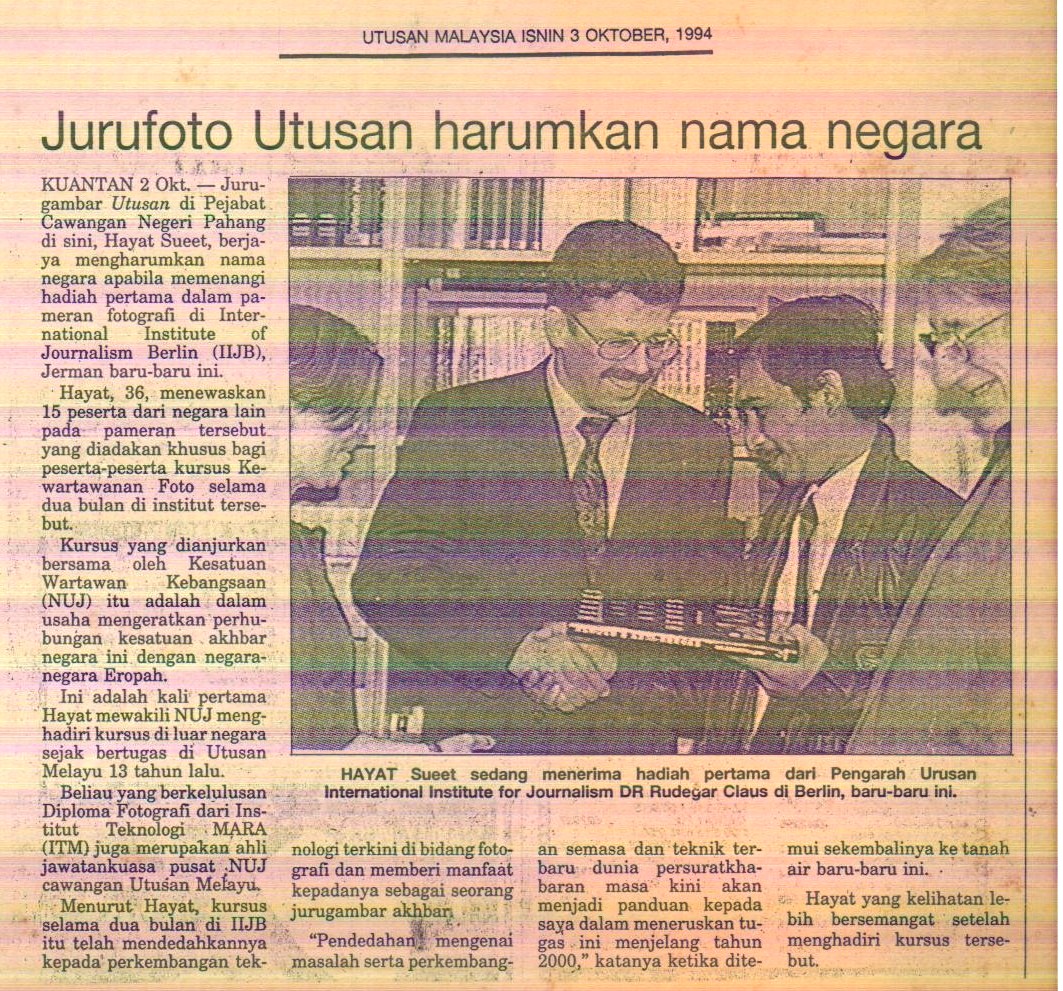 UTUSAN MALAYSIA ISNIN 3 OKTOBER, 1994
Jurufoto Utusan harumkan nama negara
KUANTAN 2 Okt. — Juru-
gambar Utusan di Pejabat
Cawangan Negeri Pahang
di sini, Hayat Sueet, berja-
ya mengharumkan nama
negara apabila memenangi
hadiah pertama dalam pa-
meran fotografi di Inter-
national Institute of
Journalism Berlin (IIJB),
Jerman baru-baru ini.
Hayat, 36, menewaskan
15 peserta dari negara lain
pada pameran tersebut
yang diadakan khusus bagi
peserta-peserta kursus Ke-
wartawanan Foto selama
dua bulan di institut terse-
but.
Kursus yang dianjurkan
bersama oleh Kesatuan
Wartawan Kebangsaan
(NUJ) itu adalah dalam
usaha mengeratkan perhu-
bungan kesatuan akhbar
negara ini dengan negara-
negara Eropah.
Ini adalah kali pertama
Hayat mewakili NUJ meng-
hadiri kursus di luar negara
sejak bertugas di Utusan
Melayu 13 tahun lalu.
Beliau yang berkelulusan
Diploma Fotografi dari Ins-
titut Teknologi MARA
(ITM) juga merupakan ahli
jawatankuasa pusat NUJ
cawangan Utusan Melayu.
Menurut Hayat, kursus
selama dua bulan di IIJB
itu telah mendedahkannya
kepada perkembangan tek-
HAYAT Sueet sedang menerima hadiah pertama dari Pengarah Urusan
International Institute for Journalism DR Rudegar Claus di Berlin, baru-baru ini.
nologi terkini di bidang foto-
grafi dan memberi manfaat
kepadanya sebagai seorang
jurugambar akhbar.
"Pendedahan mengenai
masalah serta perkembang-
an semasa dan teknik ter-
baru dunia persuratkha-
baran masa kini akan
menjadi panduan kepada
saya dalam meneruskan tu-
gas ini menjelang tahun
2000," katanya ketika dite-
mui sekembalinya ke tanah
air baru-baru ini.
Hayat yang kelihatan le-
bih bersemangat setelah
menghadiri kursus terse-
but.